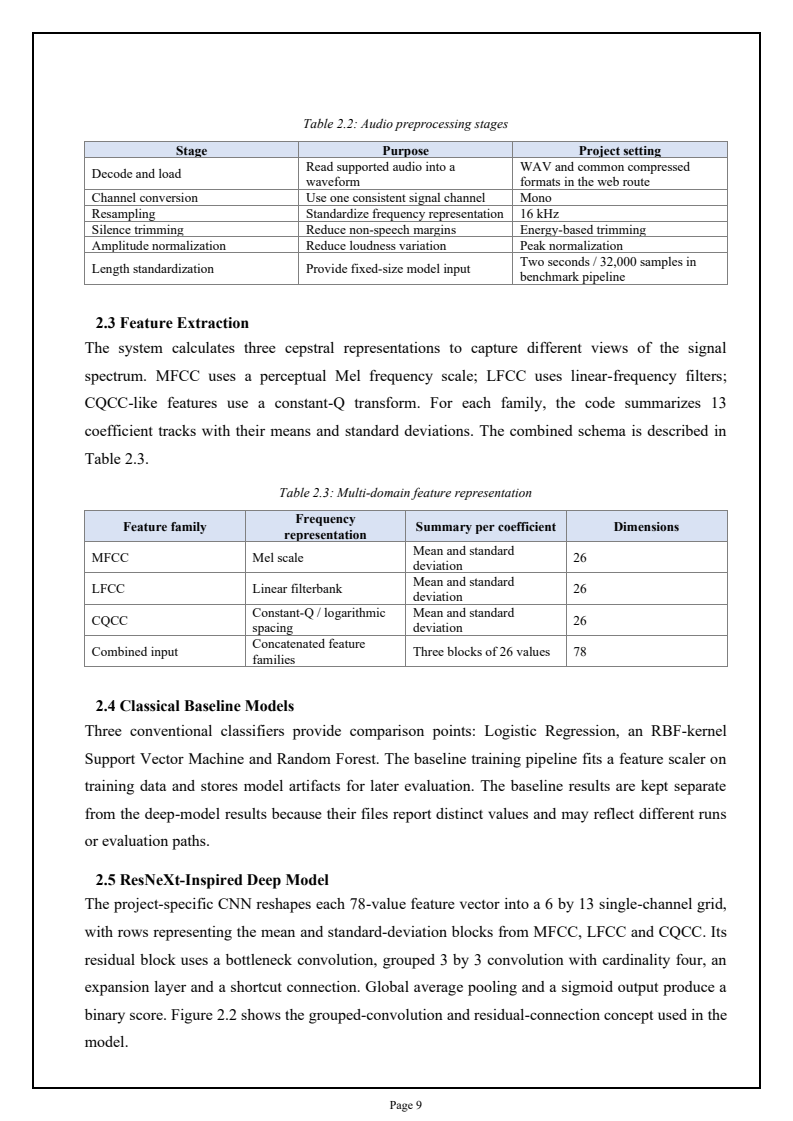 Table 2.2: Audio preprocessing stages
Stage Purpose Project setting
Decode and load Read supported audio into a waveform WAV and common compressed formats in the web route
Channel conversion Use one consistent signal channel Mono
Resampling Standardize frequency representation 16 kHz
Silence trimming Reduce non-speech margins Energy-based trimming
Amplitude normalization Reduce loudness variation Peak normalization
Length standardization Provide fixed-size model input Two seconds / 32,000 samples in benchmark pipeline
2.3 Feature Extraction
The system calculates three cepstral representations to capture different views of the signal
spectrum. MFCC uses a perceptual Mel frequency scale; LFCC uses linear-frequency filters;
CQCC-like features use a constant-Q transform. For each family, the code summarizes 13
coefficient tracks with their means and standard deviations. The combined schema is described in
Table 2.3.
Table 2.3: Multi-domain feature representation
Feature family Frequency representation Summary per coefficient Dimensions
MFCC Mel scale Mean and standard deviation 26
LFCC Linear filterbank Mean and standard deviation 26
CQCC Constant-Q / logarithmic spacing Mean and standard deviation 26
Combined input Concatenated feature families Three blocks of 26 values 78
2.4 Classical Baseline Models
Three conventional classifiers provide comparison points: Logistic Regression, an RBF-kernel
Support Vector Machine and Random Forest. The baseline training pipeline fits a feature scaler on
training data and stores model artifacts for later evaluation. The baseline results are kept separate
from the deep-model results because their files report distinct values and may reflect different runs
or evaluation paths.
2.5 ResNeXt-Inspired Deep Model
The project-specific CNN reshapes each 78-value feature vector into a 6 by 13 single-channel grid,
with rows representing the mean and standard-deviation blocks from MFCC, LFCC and CQCC. Its
residual block uses a bottleneck convolution, grouped 3 by 3 convolution with cardinality four, an
expansion layer and a shortcut connection. Global average pooling and a sigmoid output produce a
binary score. Figure 2.2 shows the grouped-convolution and residual-connection concept used in the
model.
Page 9